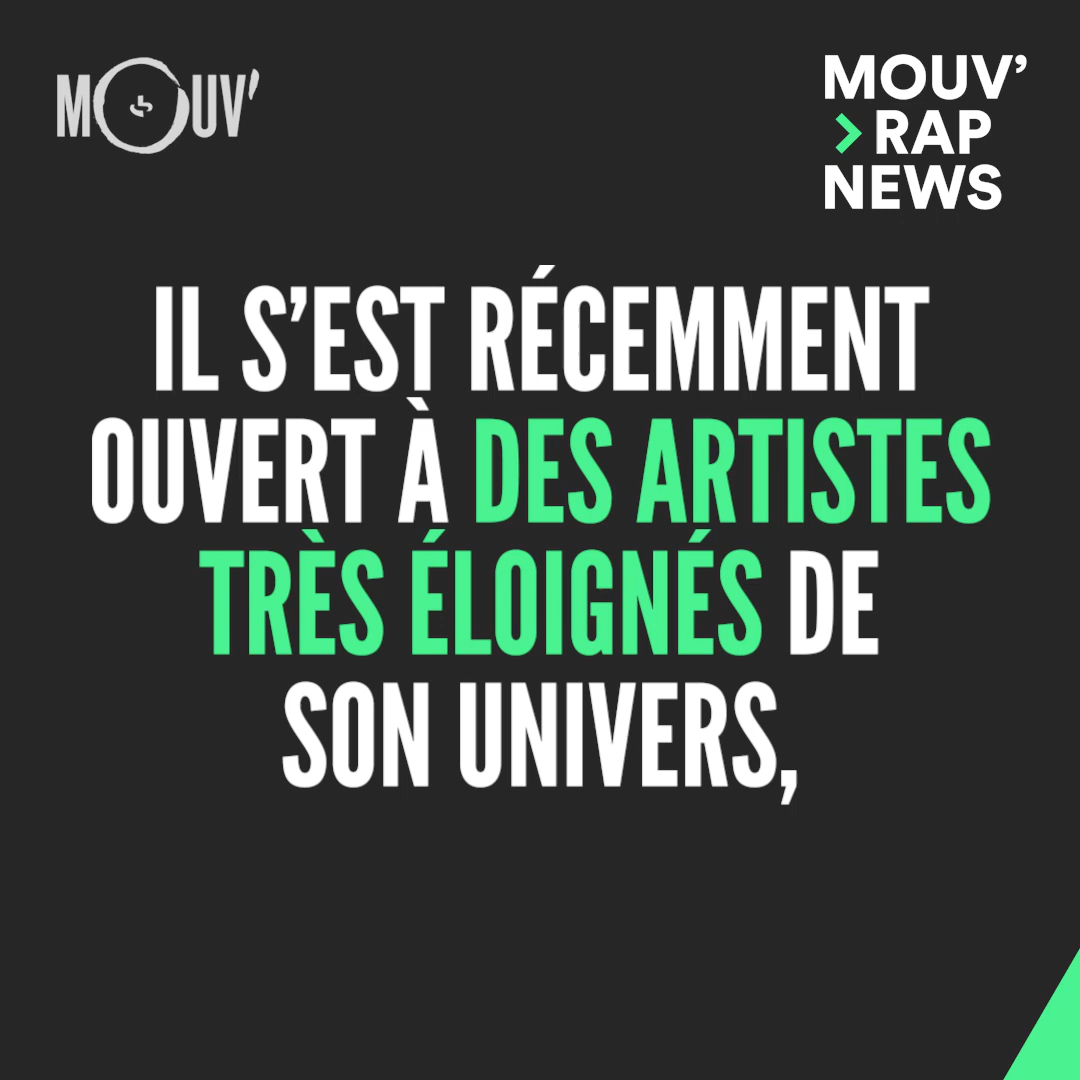 MOUV'
MOUV'
RAP
NEWS
IL S'EST RÉCEMMENT
OUVERT À DES ARTISTES
TRÈS ÉLOIGNÉS DE
SON UNIVERS,